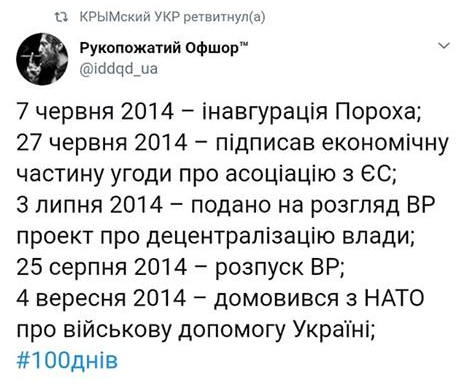 КРЫМский УКР ретвитнул(а)
Рукопожатий Офшор™
@iddqd_ua
7 червня 2014 – інавгурація Пороха;
27 червня 2014 – підписав економічну
частину угоди про асоціацію з ЄС;
3 липня 2014 – подано на розгляд ВР
проект про децентралізацію влади;
25 серпня 2014 – розпуск ВР;
4 вересня 2014 – домовився з НАТО
про військову допомогу Україні;
#100днів